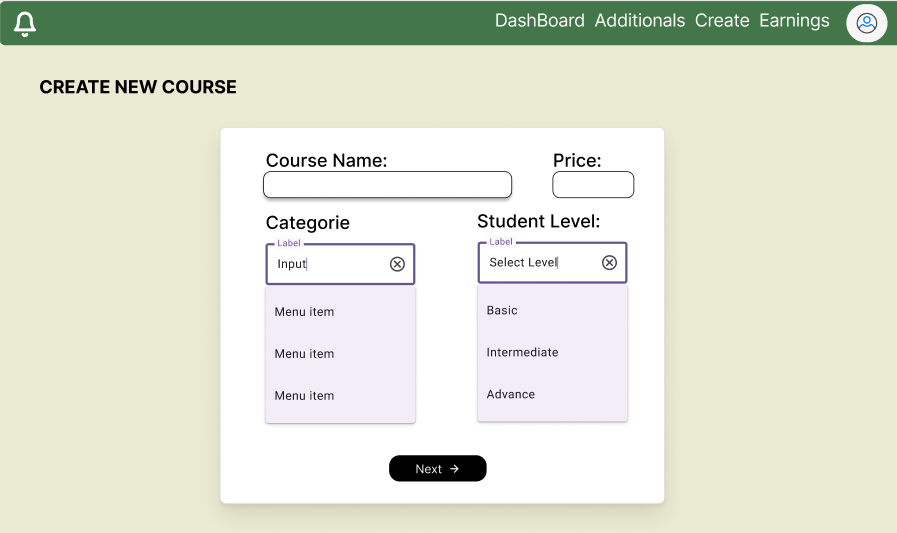 DashBoard Additionals Create Earnings
CREATE NEW COURSE
Course Name: Price:
Categorie Student Level:
Label Label
Input Select Level
Menu item Basic
Menu item Intermediate
Menu item Advance
Next →